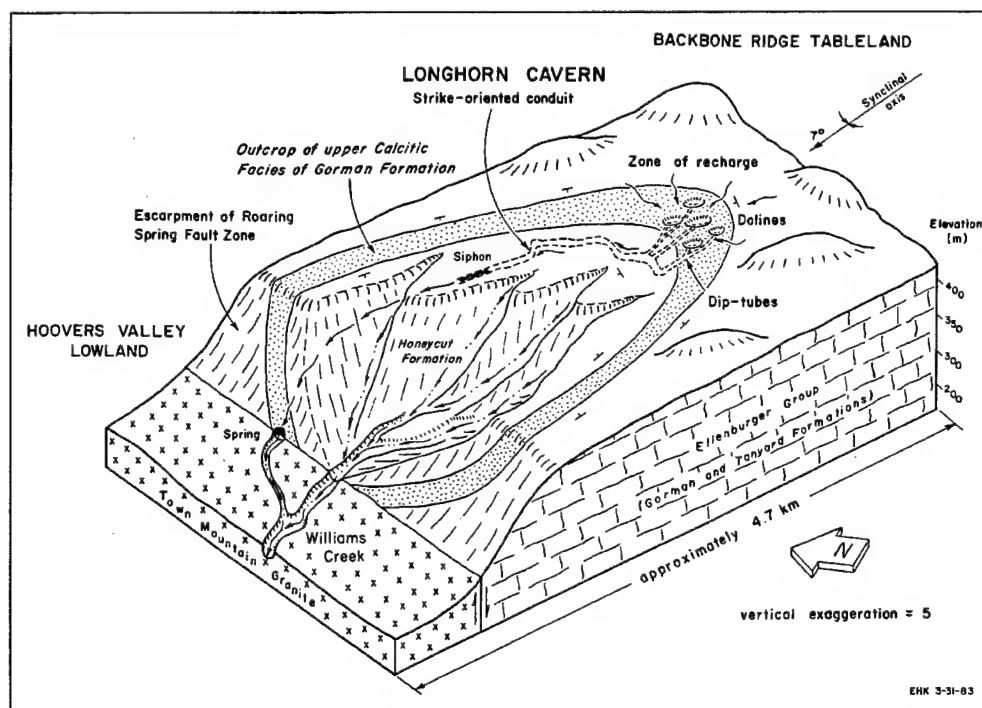 BACKBONE RIDGE TABLELAND
LONGHORN CAVERN
Strike-oriented conduit
Synclinal
axis
7°
Outcrop of upper Calcitic
Facies of Gorman Formation
Zone of recharge
Escarpment of Roaring
Spring Fault Zone
Dolines
Elevation
(m)
Siphon
400
350
300
200
Dip-tubes
HOOVERS VALLEY
LOWLAND
Honeycut
Formation
Spring
Ellenburger Group
(Gorman and Tanyard Formations)
Town Mountain Granite
Williams
Creek
approximately 4.7 km
N
vertical exaggeration = 5
EHK 3-31-83